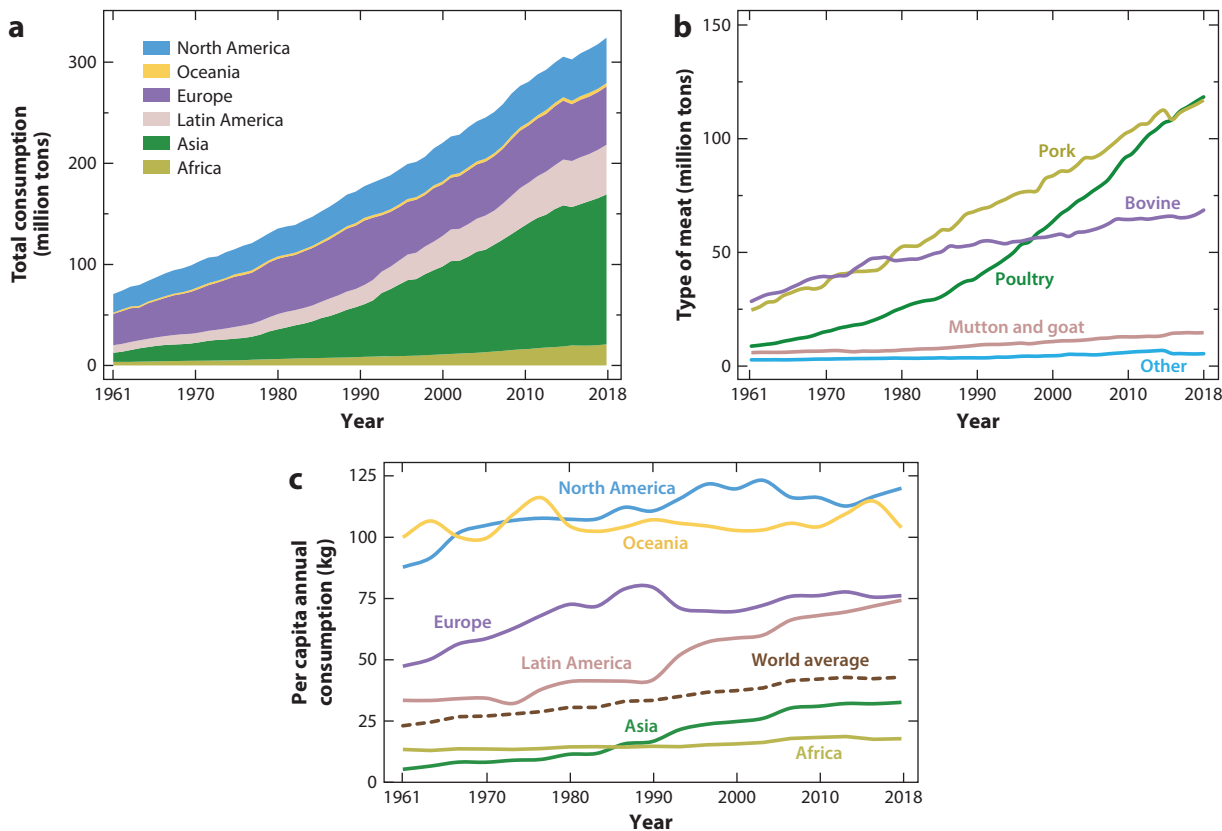 a
Total consumption
(million tons)
300
200
100
0
North America
Oceania
Europe
Latin America
Asia
Africa
1961
1970
1980
1990
2000
2010
2018
Year
b
Type of meat (million tons)
150
100
50
0
Pork
Bovine
Poultry
Mutton and goat
Other
1961
1970
1980
1990
2000
2010
2018
Year
c
Per capita annual
consumption (kg)
125
100
75
50
25
0
North America
Oceania
Europe
Latin America
World average
Asia
Africa
1961
1970
1980
1990
2000
2010
2018
Year